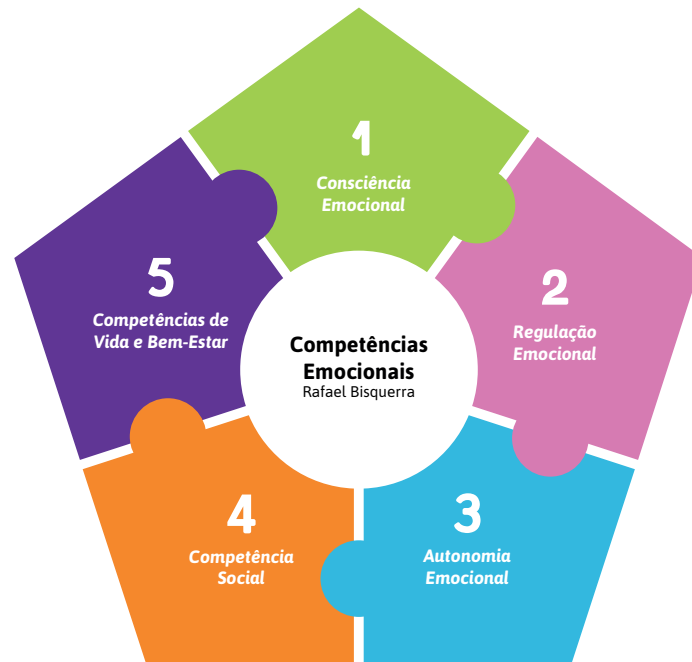 1
Consciência
Emocional
2
Regulação
Emocional
3
Autonomia
Emocional
4
Competência
Social
5
Competências de
Vida e Bem-Estar
Competências
Emocionais
Rafael Bisquerra